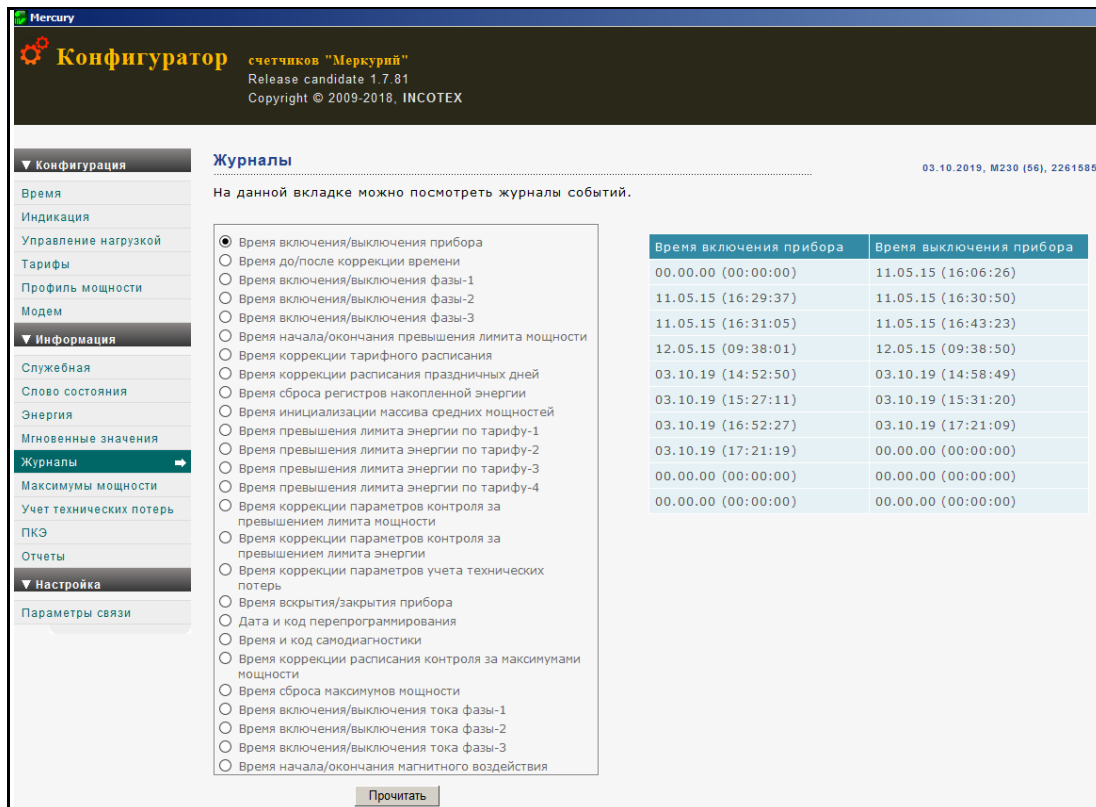 Mercury
Конфигуратор счетчиков "Меркурий"
Release candidate 1.7.81
Copyright © 2009-2018, INCOTEX
▼ Конфигурация
Время
Индикация
Управление нагрузкой
Тарифы
Профиль мощности
Модем
▼ Информация
Служебная
Слово состояния
Энергия
Мгновенные значения
Журналы
Максимумы мощности
Учет технических потерь
ПКЭ
Отчеты
▼ Настройка
Параметры связи
Журналы
03.10.2019, М230 (56), 2261585
На данной вкладке можно посмотреть журналы событий.
Время включения/выключения прибора
Время до/после коррекции времени
Время включения/выключения фазы-1
Время включения/выключения фазы-2
Время включения/выключения фазы-3
Время начала/окончания превышения лимита мощности
Время коррекции тарифного расписания
Время коррекции расписания праздничных дней
Время сброса регистров накопленной энергии
Время инициализации массива средних мощностей
Время превышения лимита энергии по тарифу-1
Время превышения лимита энергии по тарифу-2
Время превышения лимита энергии по тарифу-3
Время превышения лимита энергии по тарифу-4
Время коррекции параметров контроля за
превышением лимита мощности
Время коррекции параметров контроля за
превышением лимита энергии
Время коррекции параметров учета технических
потерь
Время вскрытия/закрытия прибора
Дата и код перепрограммирования
Время и код самодиагностики
Время коррекции расписания контроля за максимумами
мощности
Время сброса максимумов мощности
Время включения/выключения тока фазы-1
Время включения/выключения тока фазы-2
Время включения/выключения тока фазы-3
Время начала/окончания магнитного воздействия
Прочитать
Время включения прибора Время выключения прибора
00.00.00 (00:00:00) 11.05.15 (16:06:26)
11.05.15 (16:29:37) 11.05.15 (16:30:50)
11.05.15 (16:31:05) 11.05.15 (16:43:23)
12.05.15 (09:38:01) 12.05.15 (09:38:50)
03.10.19 (14:52:50) 03.10.19 (14:58:49)
03.10.19 (15:27:11) 03.10.19 (15:31:20)
03.10.19 (16:52:27) 03.10.19 (17:21:09)
03.10.19 (17:21:19) 00.00.00 (00:00:00)
00.00.00 (00:00:00) 00.00.00 (00:00:00)
00.00.00 (00:00:00) 00.00.00 (00:00:00)